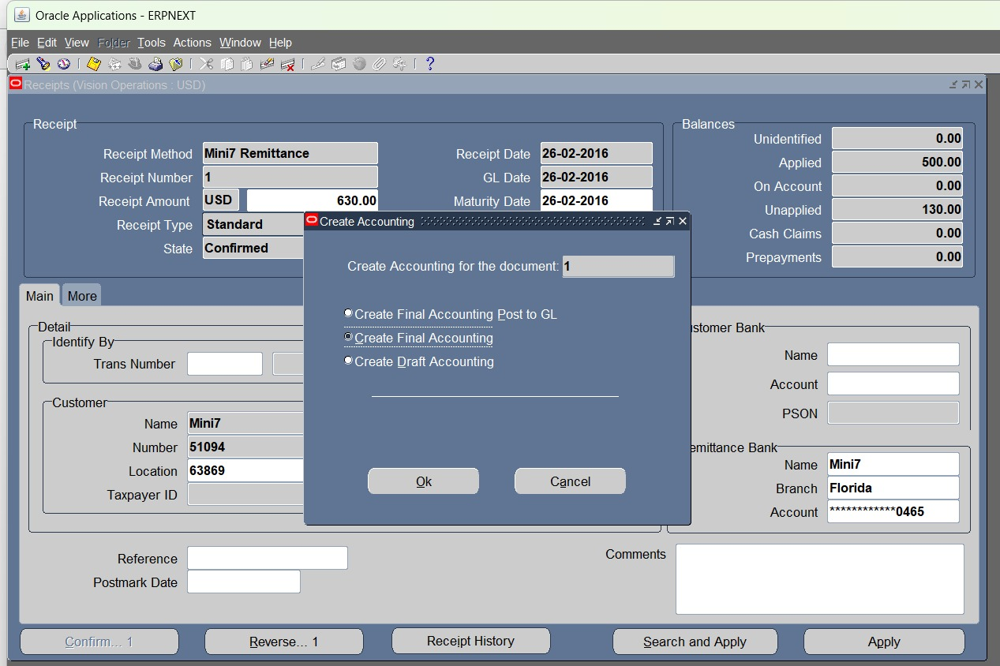 Oracle Applications - ERPNEXT
File Edit View Folder Tools Actions Window Help
Receipts (Vision Operations : USD)
Receipt
Receipt Method Mini7 Remittance
Receipt Number 1
Receipt Amount USD 630.00
Receipt Type Standard
State Confirmed
Receipt Date 26-02-2016
GL Date 26-02-2016
Maturity Date 26-02-2016
Balances
Unidentified 0.00
Applied 500.00
On Account 0.00
Unapplied 130.00
Cash Claims 0.00
Prepayments 0.00
Create Accounting
Create Accounting for the document: 1
Create Final Accounting Post to GL
Create Final Accounting
Create Draft Accounting
Ok Cancel
Main More
Detail
Identify By
Trans Number
Customer
Name Mini7
Number 51094
Location 63869
Taxpayer ID
ustomer Bank
Name
Account
PSON
emittance Bank
Name Mini7
Branch Florida
Account ************0465
Reference
Postmark Date
Comments
Confirm... 1 Reverse... 1 Receipt History Search and Apply Apply